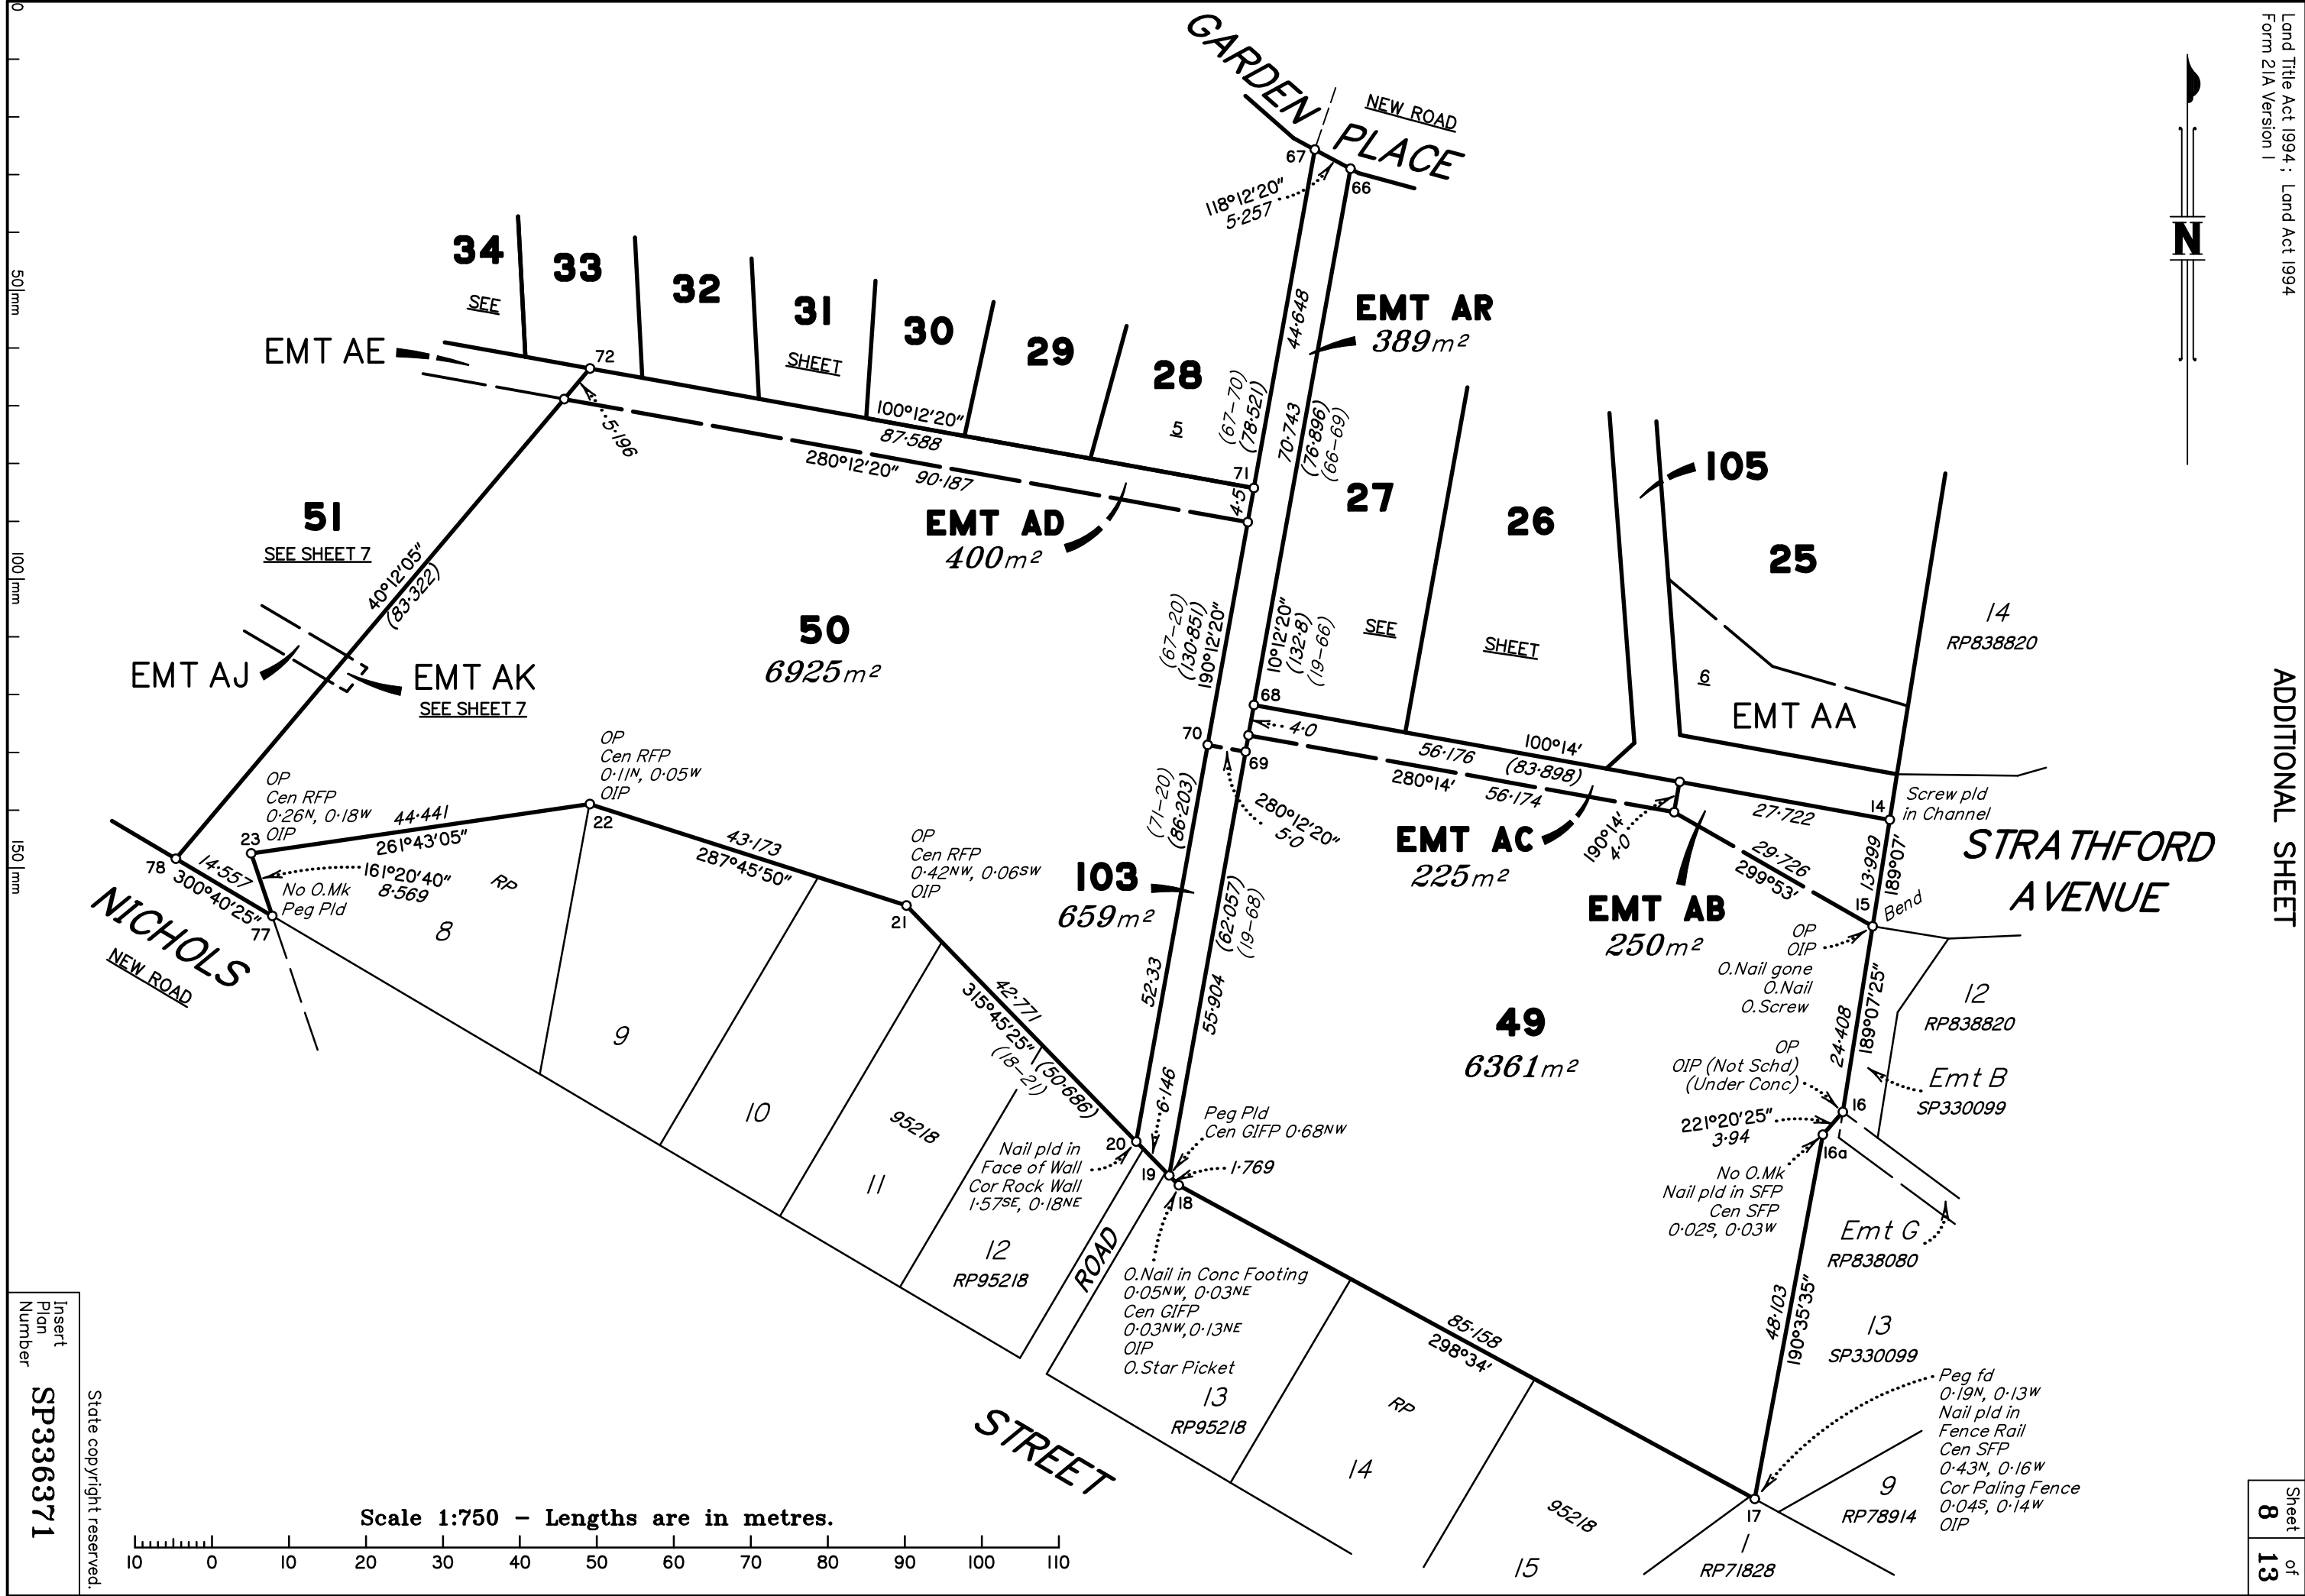 Land Title Act 1994 ; Land Act 1994
Form 21A Version 1
ADDITIONAL SHEET
Sheet
8
of
13
0
50 mm
100 mm
150 mm
N
GARDEN PLACE
NEW ROAD
67
66
118°12'20"
5·257
34
SEE
33
32
31
SHEET
30
29
28
5
EMT AE
72
5·196
100°12'20"
87·588
280°12'20" 90·187
44·648
(67-70)
(78·521)
70·743
(76·896)
(66-69)
EMT AR
389m²
71
4·5
EMT AD
400m²
27
SEE
26
SHEET
105
25
6
EMT AA
14
RP838820
51
SEE SHEET 7
40°12'05"
(83·322)
EMT AJ
EMT AK
SEE SHEET 7
50
6925m²
(67-20)
(130·851)
190°12'20"
10°12'20"
(132·8)
(19-66)
68
4·0
70
69
280°12'20"
5·0
(71-20)
(86·203)
100°14'
56·176
(83·898)
280°14'
56·174
190°14'
4·0
27·722
14
Screw pld
in Channel
STRATHFORD
AVENUE
13·999
189°07'
29·726
299°53'
15
Bend
EMT AC
225m²
EMT AB
250m²
OP
Cen RFP
0·11N, 0·05W
OIP
22
OP
Cen RFP
0·26N, 0·18W
OIP
23
44·441
261°43'05"
78
14·557
300°40'25"
77
161°20'40"
8·569
No O.Mk
Peg Pld
RP
8
NICHOLS
NEW ROAD
43·173
287°45'50"
OP
Cen RFP
0·42NW, 0·06SW
OIP
21
103
659m²
(62·057)
(19-68)
52·33
55·904
42·771
315°45'25"
(50·686)
(18-21)
6·146
9
10
95218
11
12
RP95218
Nail pld in
Face of Wall
Cor Rock Wall
1·57SE, 0·18NE
20
19
18
Peg Pld
Cen GIFP 0·68NW
1·769
ROAD
O.Nail in Conc Footing
0·05NW, 0·03NE
Cen GIFP
0·03NW, 0·13NE
OIP
O.Star Picket
13
RP95218
49
6361m²
OP
OIP
O.Nail gone
O.Nail
O.Screw
24·408
189°07'25"
12
RP838820
OP
OIP (Not Schd)
(Under Conc)
Emt B
SP330099
16
221°20'25"
3·94
16a
No O.Mk
Nail pld in SFP
Cen SFP
0·02S, 0·03W
Emt G
RP838080
48·103
190°35'35"
13
SP330099
85·158
298°34'
STREET
RP
14
95218
15
17
1
RP71828
9
RP78914
Peg fd
0·19N, 0·13W
Nail pld in
Fence Rail
Cen SFP
0·43N, 0·16W
Cor Paling Fence
0·04S, 0·14W
OIP
Scale 1:750 – Lengths are in metres.
10 0 10 20 30 40 50 60 70 80 90 100 110
State copyright reserved.
Insert
Plan
Number
SP336371